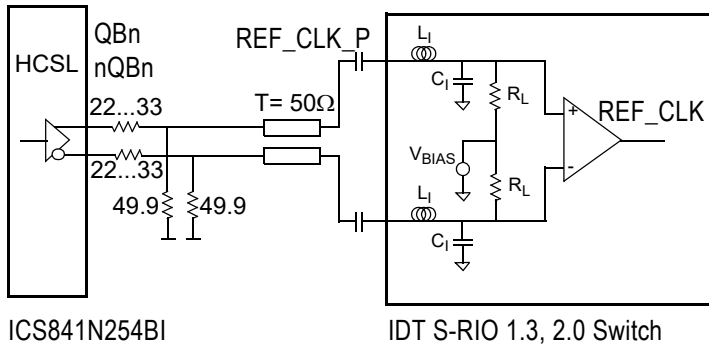 QBn
nQBn
HCSL
22...33
22...33
49.9
49.9
T= 50Ω
REF_CLK_P
LI
CI
RL
VBIAS
RL
LI
CI
+
-
REF_CLK
ICS841N254BI
IDT S-RIO 1.3, 2.0 Switch